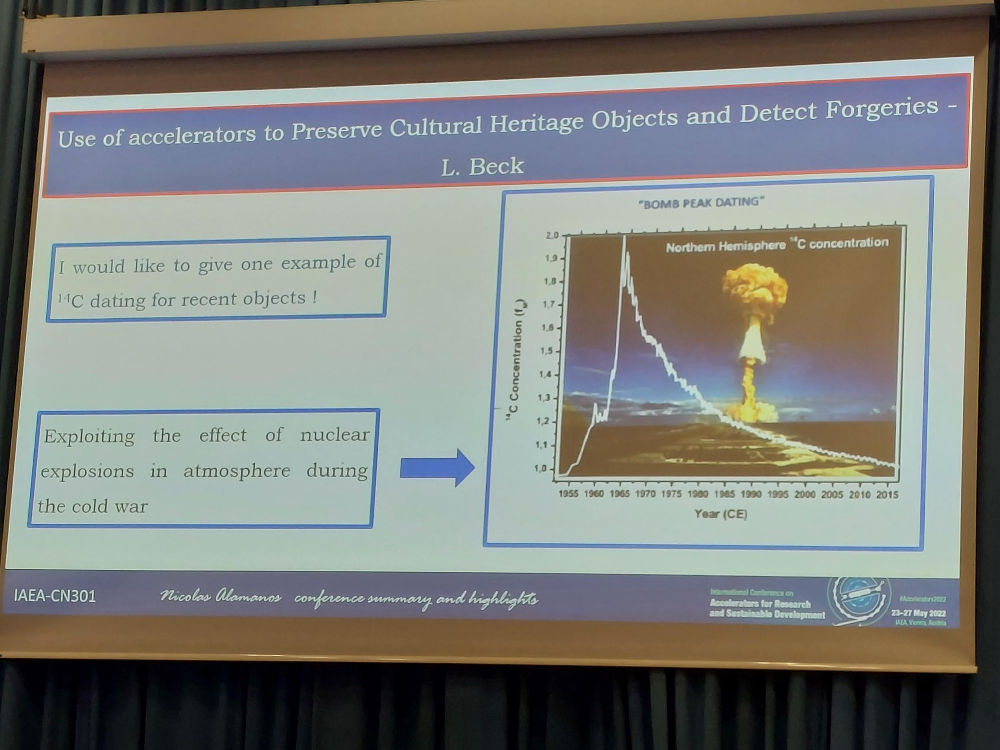 Use of accelerators to Preserve Cultural Heritage Objects and Detect Forgeries -
L. Beck
I would like to give one example of
¹⁴C dating for recent objects !
Exploiting the effect of nuclear
explosions in atmosphere during
the cold war
"BOMB PEAK DATING"
Northern Hemisphere ¹⁴C concentration
¹⁴C Concentration (f
2,0
1,9
1,8
1,7
1,6
1,5
1,4
1,3
1,2
1,1
1,0
1955 1960 1965 1970 1975 1980 1985 1990 1995 2000 2005 2010 2015
Year (CE)
IAEA-CN301
Nicolas Alamanos conference summary and highlights
International Conference on
Accelerators for Research
and Sustainable Development
#Accelerators2022
23–27 May 2022
IAEA, Vienna, Austria